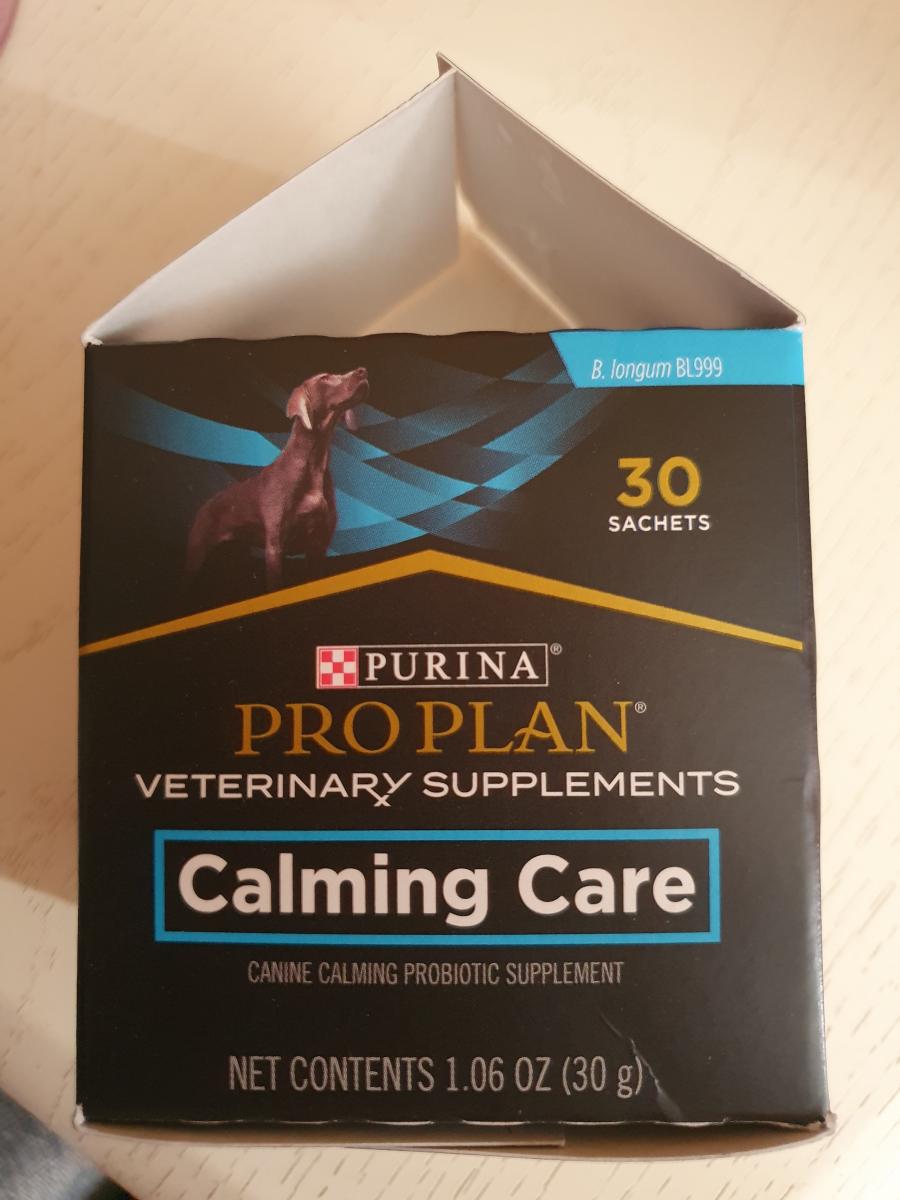 B. longum BL999
30
SACHETS
PURINA®
PRO PLAN®
VETERINARY SUPPLEMENTS
Calming Care
CANINE CALMING PROBIOTIC SUPPLEMENT
NET CONTENTS 1.06 OZ (30 g)